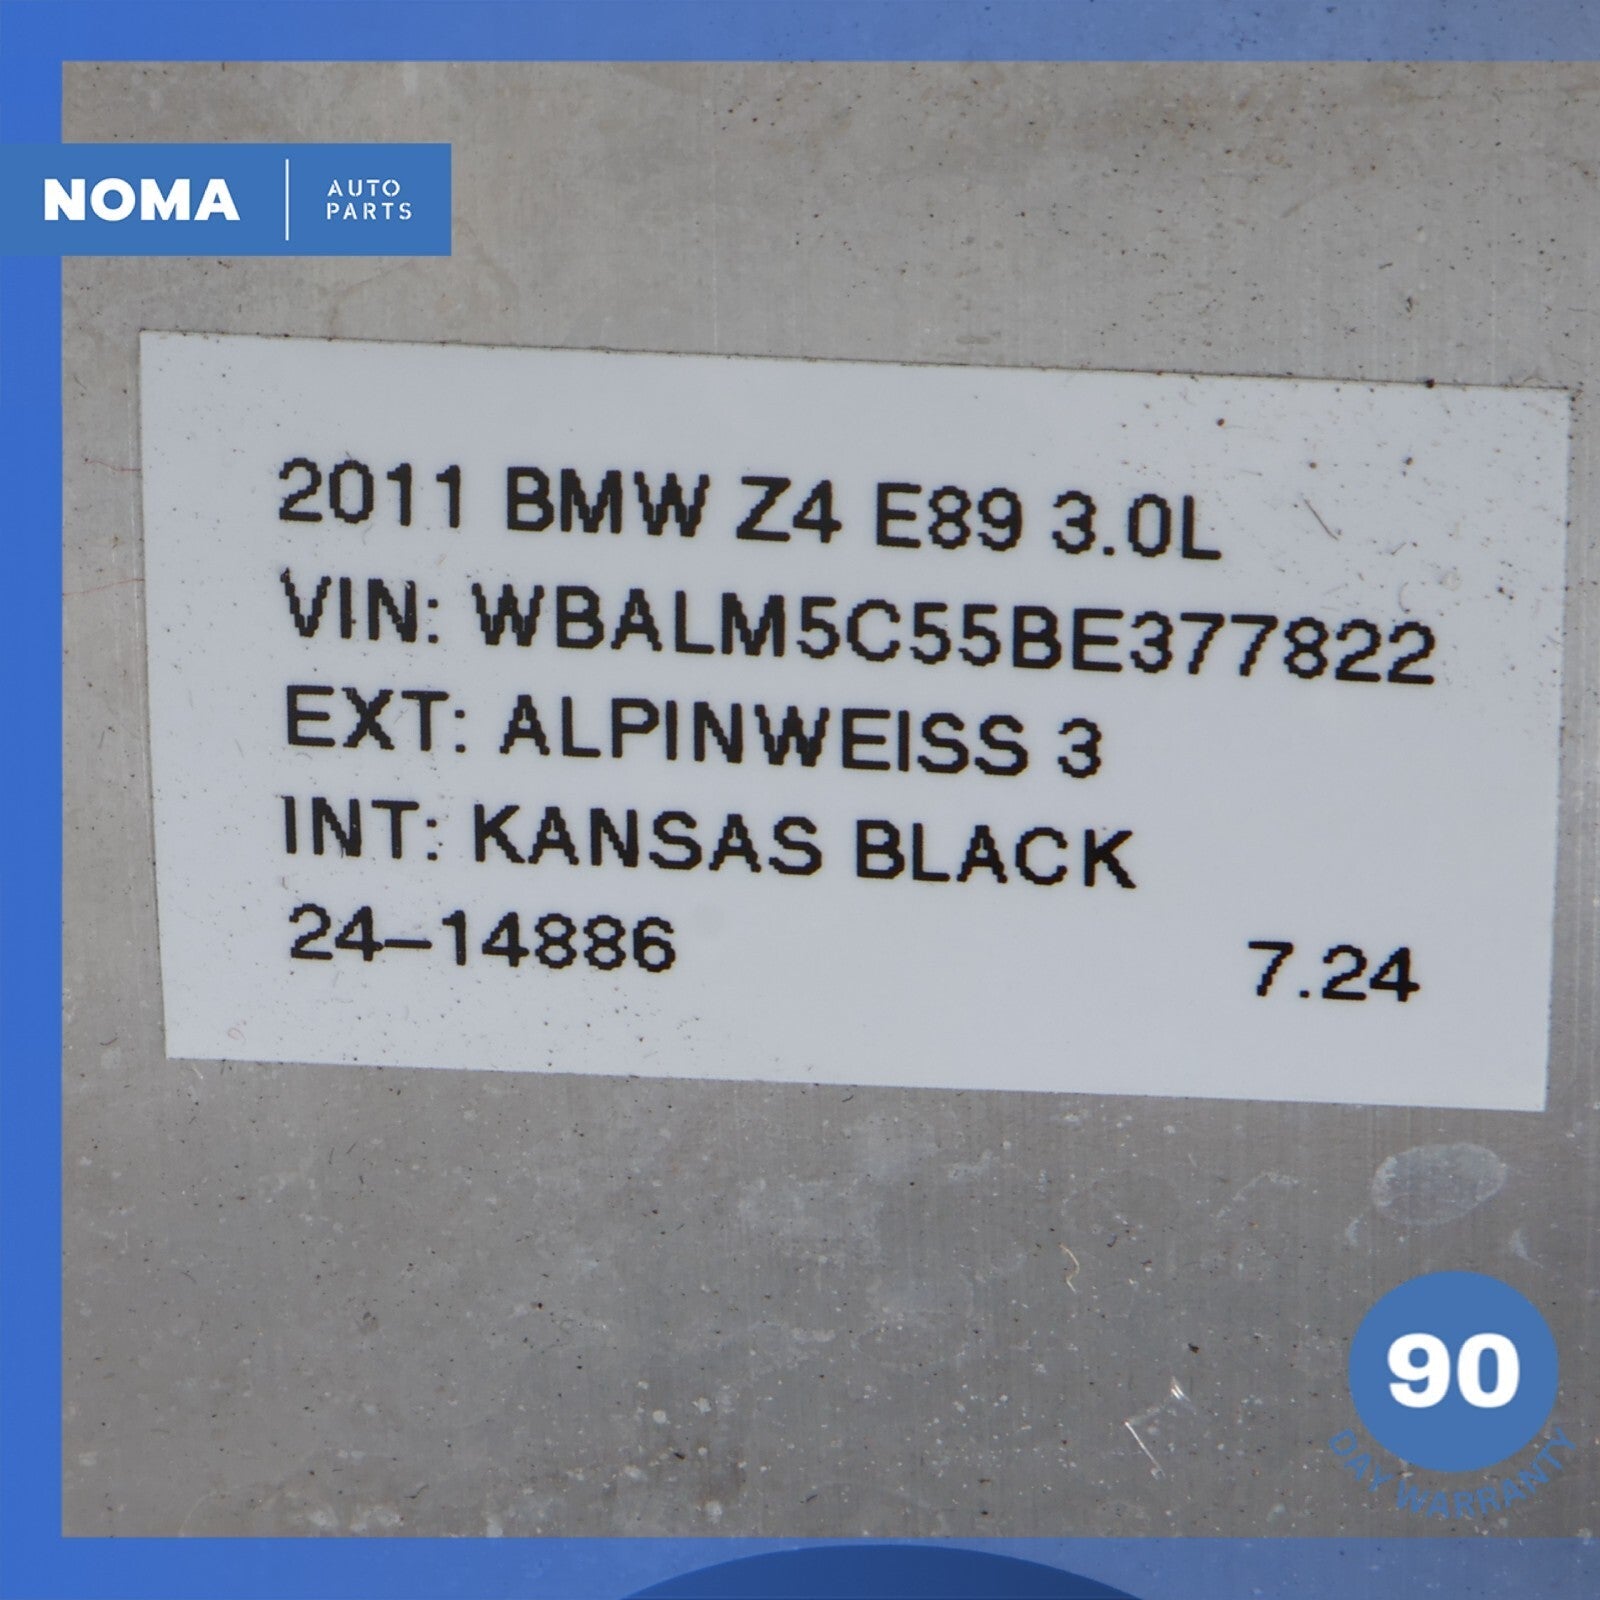 NOMA
AUTO
PARTS
2011 BMW Z4 E89 3.0L
VIN: WBALM5C55BE377822
EXT: ALPINWEISS 3
INT: KANSAS BLACK
24-14886 7.24
90
DAY WARRANTY